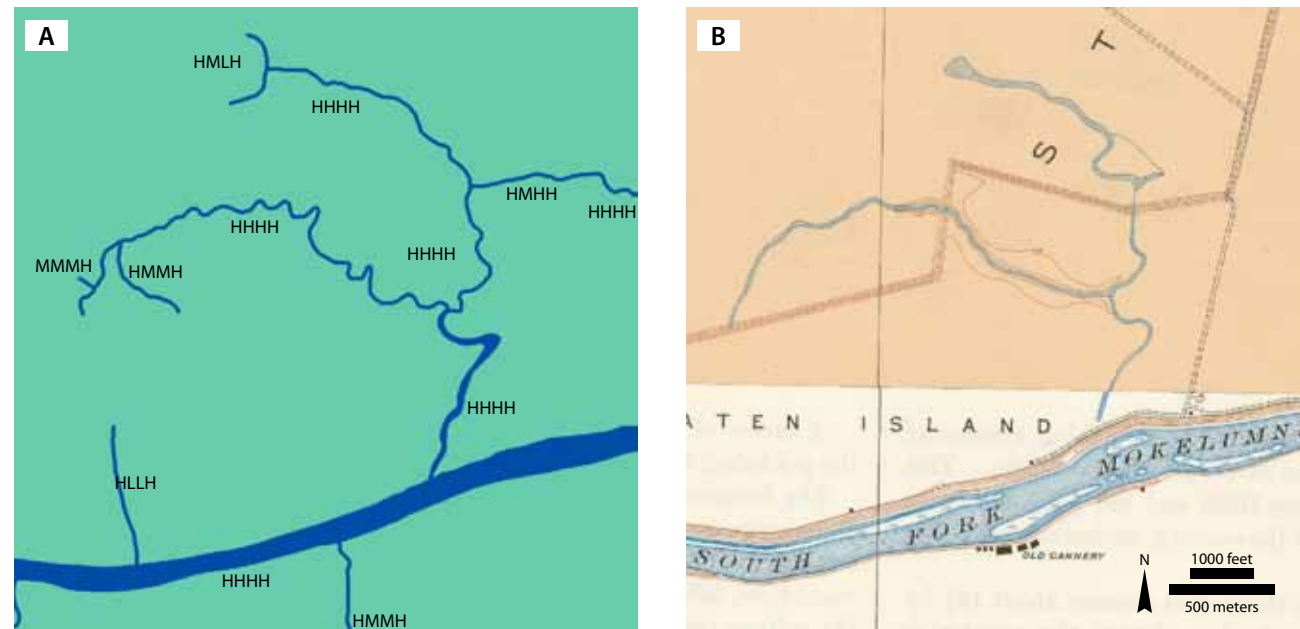 A
HMLH
HHHH
HMHH
HHHH
HHHH
HHHH
MMMH
HMMH
HHHH
HLLH
HHHH
HMMH
B
T
S
ATEN ISLAND
MOKELUMN
FORK
SOUTH
OLD CANNERY
N
1000 feet
500 meters